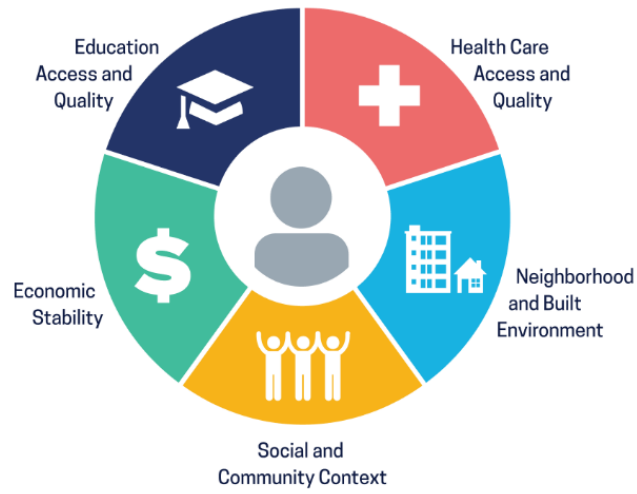 Education
Access and
Quality
Health Care
Access and
Quality
$
Economic
Stability
Neighborhood
and Built
Environment
Social and
Community Context